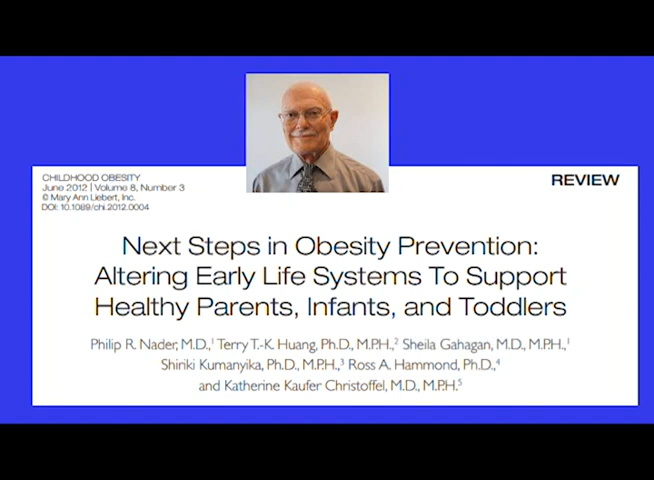 CHILDHOOD OBESITY
June 2012 | Volume 8, Number 3
© Mary Ann Liebert, Inc.
DOI: 10.1089/chi.2012.0004
REVIEW
Next Steps in Obesity Prevention:
Altering Early Life Systems To Support
Healthy Parents, Infants, and Toddlers
Philip R. Nader, M.D.,¹ Terry T.-K. Huang, Ph.D., M.P.H.,² Sheila Gahagan, M.D., M.P.H.,¹
Shiriki Kumanyika, Ph.D., M.P.H.,³ Ross A. Hammond, Ph.D.,⁴
and Katherine Kaufer Christoffel, M.D., M.P.H.⁵